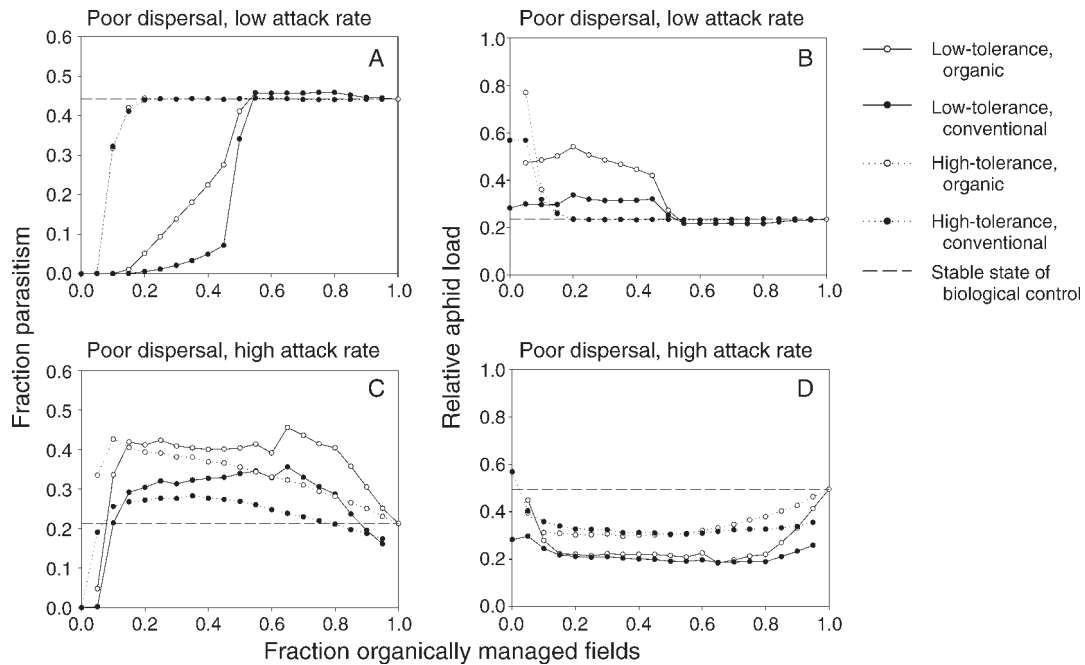 Poor dispersal, low attack rate
0.6
0.5
0.4
0.3
0.2
0.1
0.0
A
0.0 0.2 0.4 0.6 0.8 1.0
Poor dispersal, low attack rate
1.0
0.8
0.6
0.4
0.2
0.0
B
0.0 0.2 0.4 0.6 0.8 1.0
Low-tolerance,
organic
Low-tolerance,
conventional
High-tolerance,
organic
High-tolerance,
conventional
Stable state of
biological control
Fraction parasitism
Relative aphid load
Poor dispersal, high attack rate
0.6
0.5
0.4
0.3
0.2
0.1
0.0
C
0.0 0.2 0.4 0.6 0.8 1.0
Poor dispersal, high attack rate
1.0
0.8
0.6
0.4
0.2
0.0
D
0.0 0.2 0.4 0.6 0.8 1.0
Fraction organically managed fields